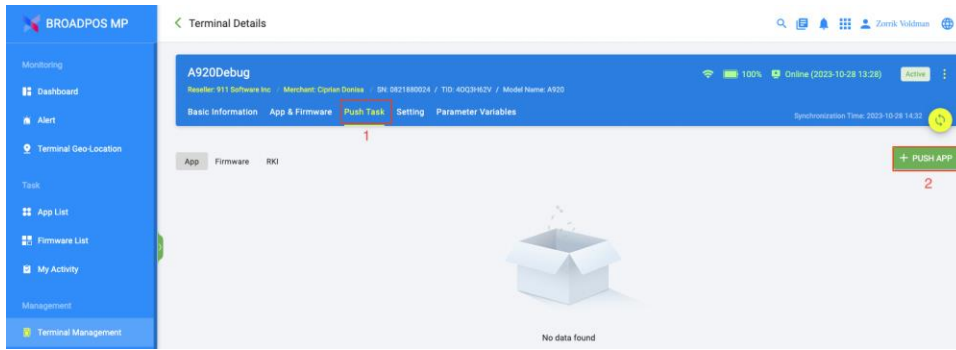 BROADPOS MP
Terminal Details
Zorrik Voldman
Monitoring
Dashboard
Alert
Terminal Geo-Location
Task
App List
Firmware List
My Activity
Management
Terminal Management
A920Debug
100% Online (2023-10-28 13:28) Active
Reseller: 911 Software Inc / Merchant: Ciprian Donisa / SN: 0821880024 / TID: 40Q3H62V / Model Name: A920
Basic Information App & Firmware Push Task Setting Parameter Variables
Synchronization Time: 2023-10-28 14:32
1
App Firmware RKI
+ PUSH APP
2
No data found